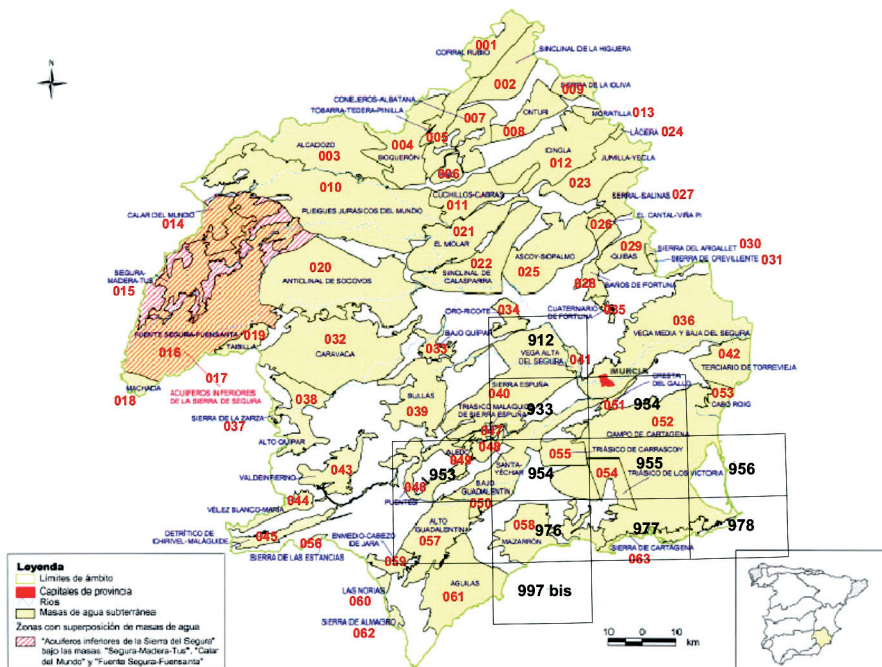 001
CORRAL RUBIO
SINCLINAL DE LA HIGUERA
002
SIERRA DE LA OLIVA
009
CONEJEROS-ALBATANA
TOBARRA-TEDERA-PINILLA
007
ONTUR
008
MORATILLA 013
LÁCERA 024
004
005
ALCADOZO
003
BOQUERÓN
006
012
JUMILLA-YECLA
023
010
CUCHILLOS-CABRAS
011
SERRAL-SALINAS
027
PLIEGUES JURÁSICOS DEL MUNDO
CALAR DEL MUNDO
014
021
EL MOLAR
026
EL CANTAL-VIÑA PI
029
QUIBAS
SIERRA DEL ARGALLET 030
SIERRA DE CREVILLENTE 031
SEGURA-
MADERA-TUS
015
020
ANTICLINAL DE SOCOVOS
022
SINCLINAL DE
CALASPARRA
ASCOY-SOPALMO
025
028
BAÑOS DE FORTUNA
ORO-RICOTE
034
CUATERNARIO
DE FORTUNA
035
FUENTE SEGURA-FUENSANTA
019
TAIBILLA
016
032
CARAVACA
BAJO QUÍPAR
033
912
VEGA ALTA
DEL SEGURA
041
036
VEGA MEDIA Y BAJA DEL SEGURA
042
TERCIARIO DE TORREVIEJA
MACHADA
018
017
ACUÍFEROS INFERIORES
DE LA SIERRA DE SEGURA
MURCIA
CRESTA
DEL GALLO
SIERRA ESPUÑA
040
053
CABO ROIG
038
SIERRA DE LA ZARZA
037
BULLAS
039
TRIÁSICO MALÁGUIDE
DE SIERRA ESPUÑA
933
051
934
052
CAMPO DE CARTAGENA
047
048
ALTO QUÍPAR
ALEDO
049
055
TRIÁSICO DE CARRASCOY
VALDEINFIERNO
043
953
046
PUENTES
SANTA-
YÉCHAR
954
054
955
TRIÁSICO DE LOS VICTORIA
956
BAJO
GUADALENTÍN
050
044
VÉLEZ BLANCO-MARÍA
DETRÍTICO DE
CHIRIVEL-MALÁGUIDE
045
056
SIERRA DE LAS ESTANCIAS
ENMEDIO-CABEZO
DE JARA
059
ALTO
GUADALENTÍN
057
058
976
MAZARRÓN
977
978
SIERRA DE CARTAGENA
063
LAS NORIAS
060
ÁGUILAS
061
997 bis
SIERRA DE ALMAGRO
062
10 0 10
km
Leyenda
Límites de ámbito
Capitales de provincia
Ríos
Masas de agua subterránea
Zonas con superposición de masas de agua
"Acuíferos inferiores de la Sierra del Segura"
bajo las masas "Segura-Madera-Tus", "Calar
del Mundo" y "Fuente Segura-Fuensanta"